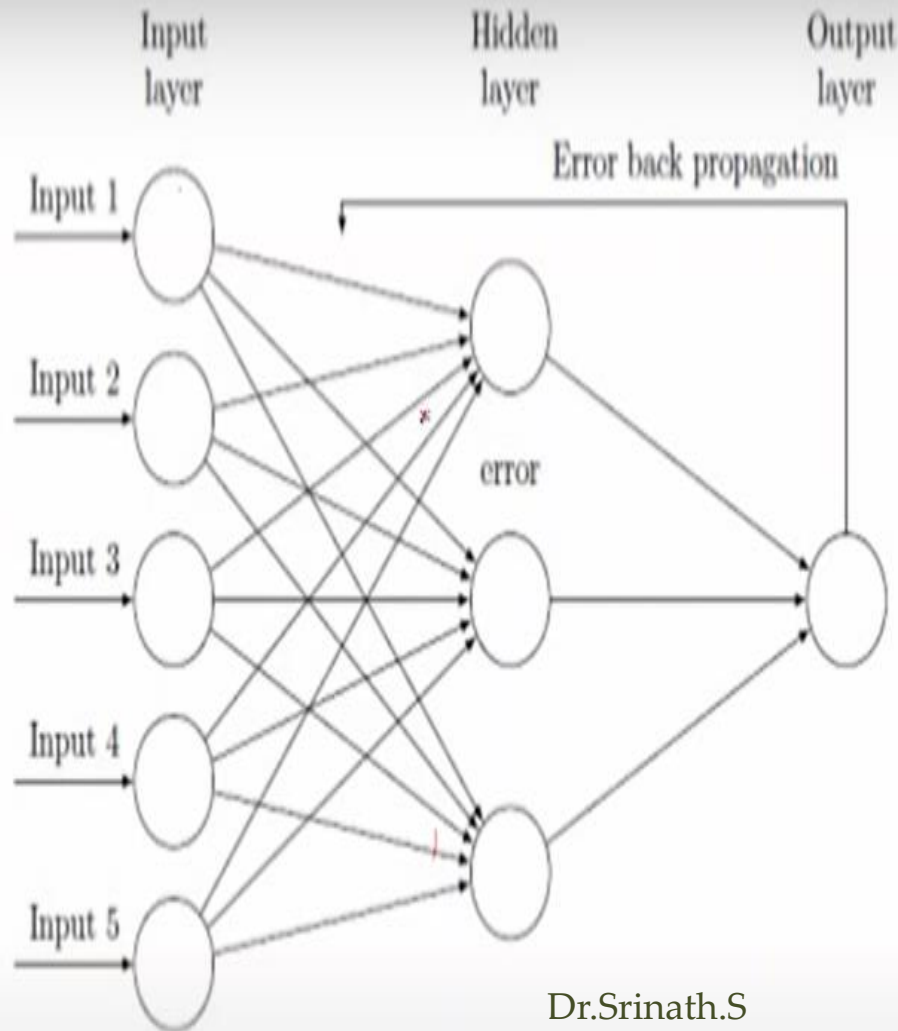 Input
layer
Hidden
layer
Output
layer
Error back propagation
Input 1
Input 2
error
Input 3
Input 4
Input 5
Dr.Srinath.S